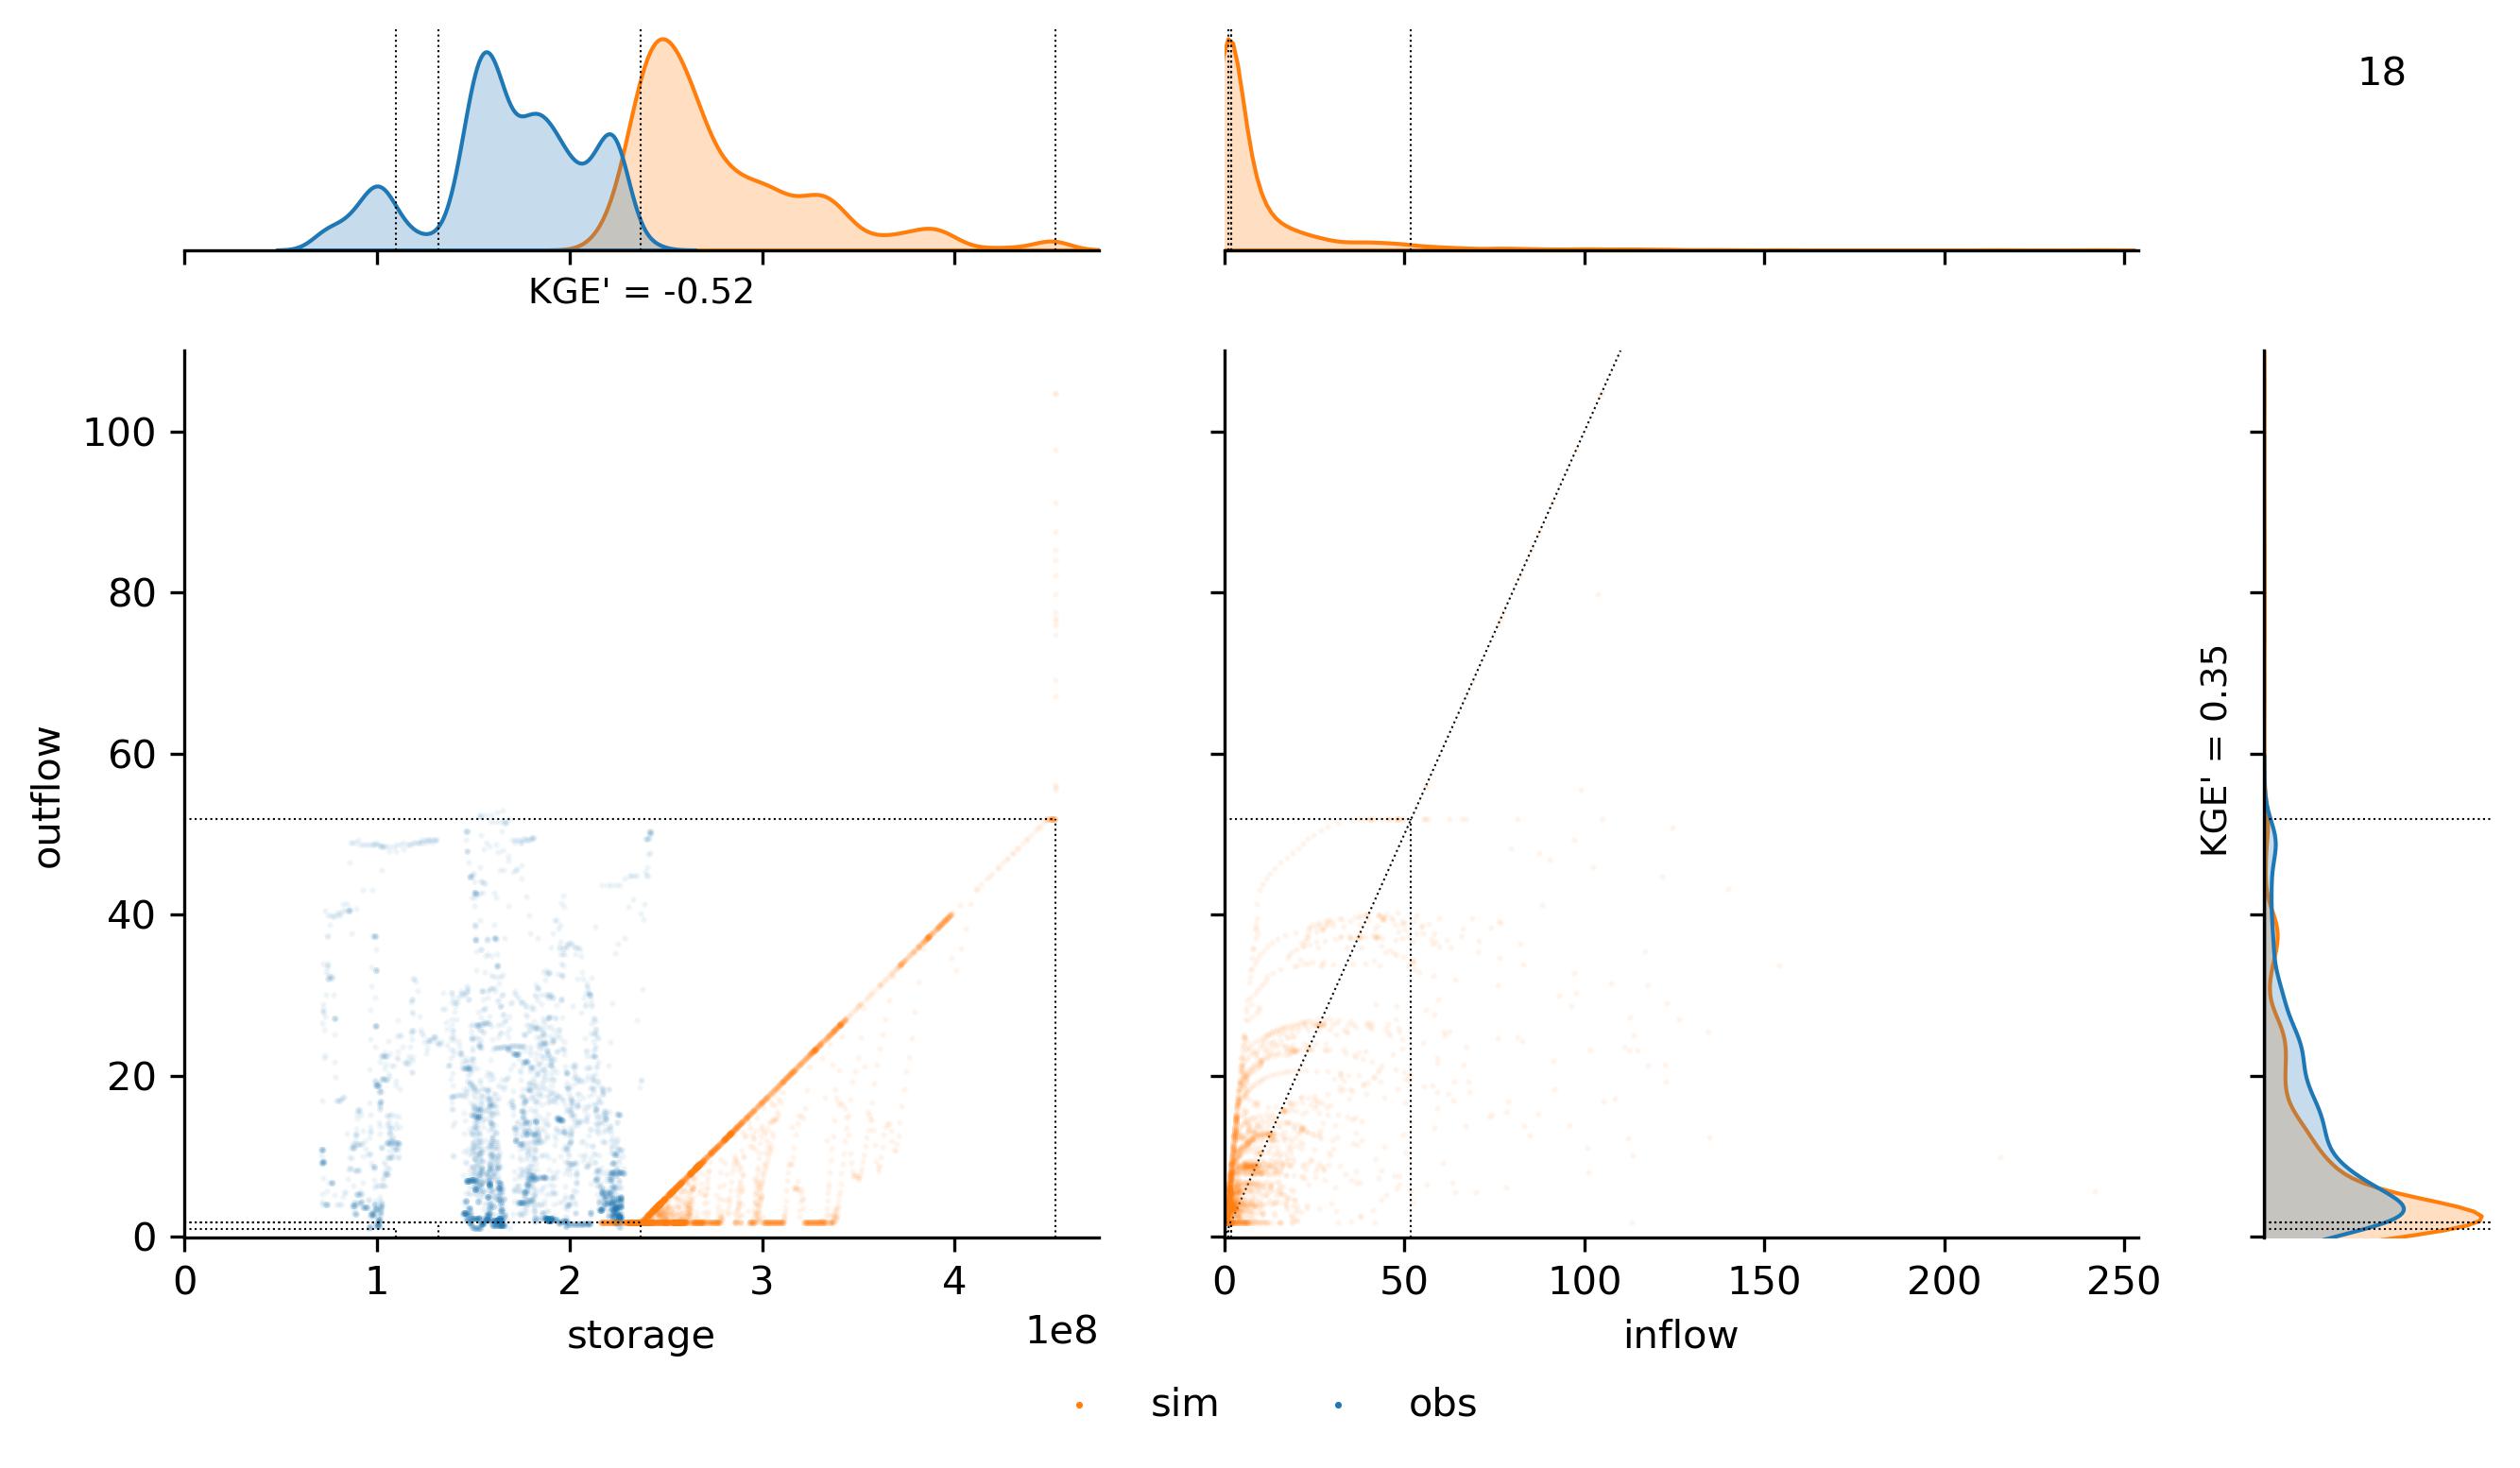 18
KGE' = -0.52
outflow
100
80
60
40
20
0
0 1 2 3 4
storage
1e8
0 50 100 150 200 250
inflow
KGE' = 0.35
sim obs